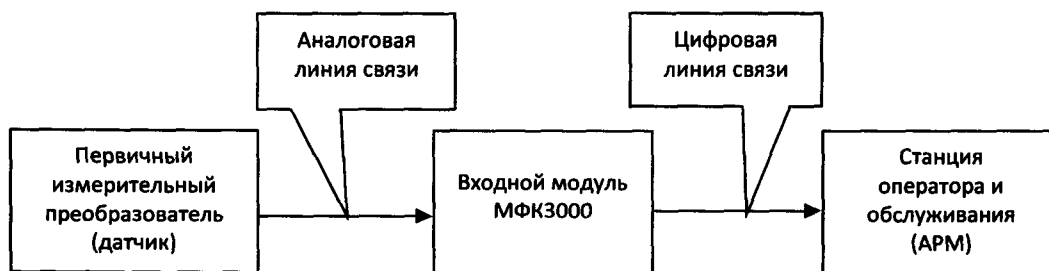 Аналоговая
линия связи
Цифровая
линия связи
Первичный
измерительный
преобразователь
(датчик)
Входной модуль
МФК3000
Станция
оператора и
обслуживания
(АРМ)